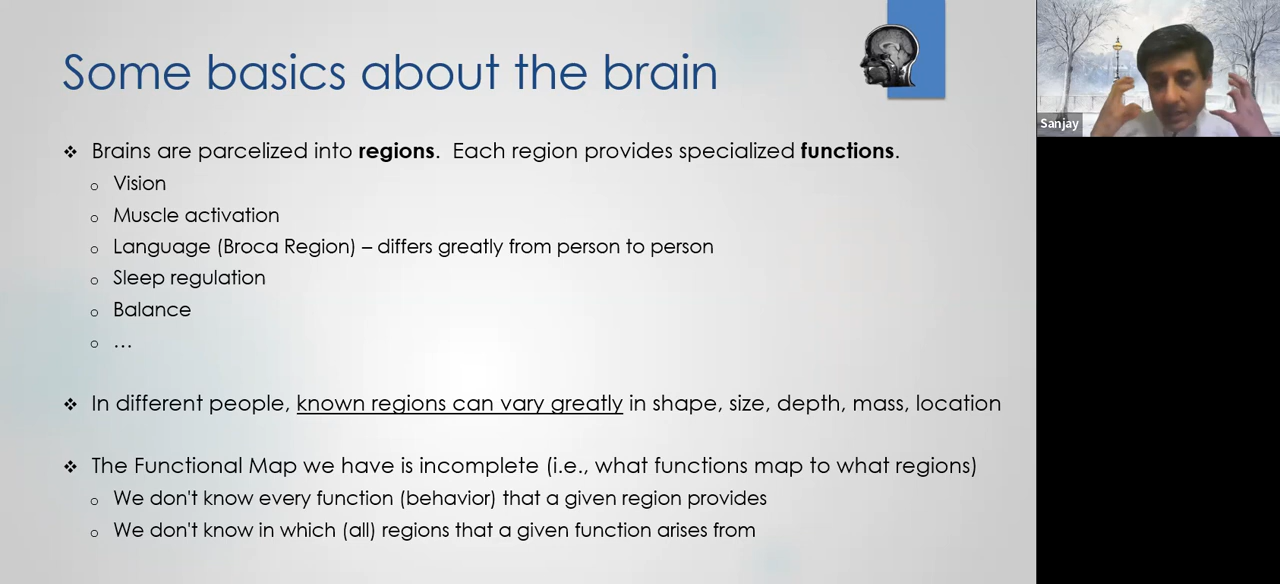 Some basics about the brain
Sanjay
❖ Brains are parcelized into regions. Each region provides specialized functions.
o Vision
o Muscle activation
o Language (Broca Region) – differs greatly from person to person
o Sleep regulation
o Balance
o …
❖ In different people, known regions can vary greatly in shape, size, depth, mass, location
❖ The Functional Map we have is incomplete (i.e., what functions map to what regions)
o We don't know every function (behavior) that a given region provides
o We don't know in which (all) regions that a given function arises from